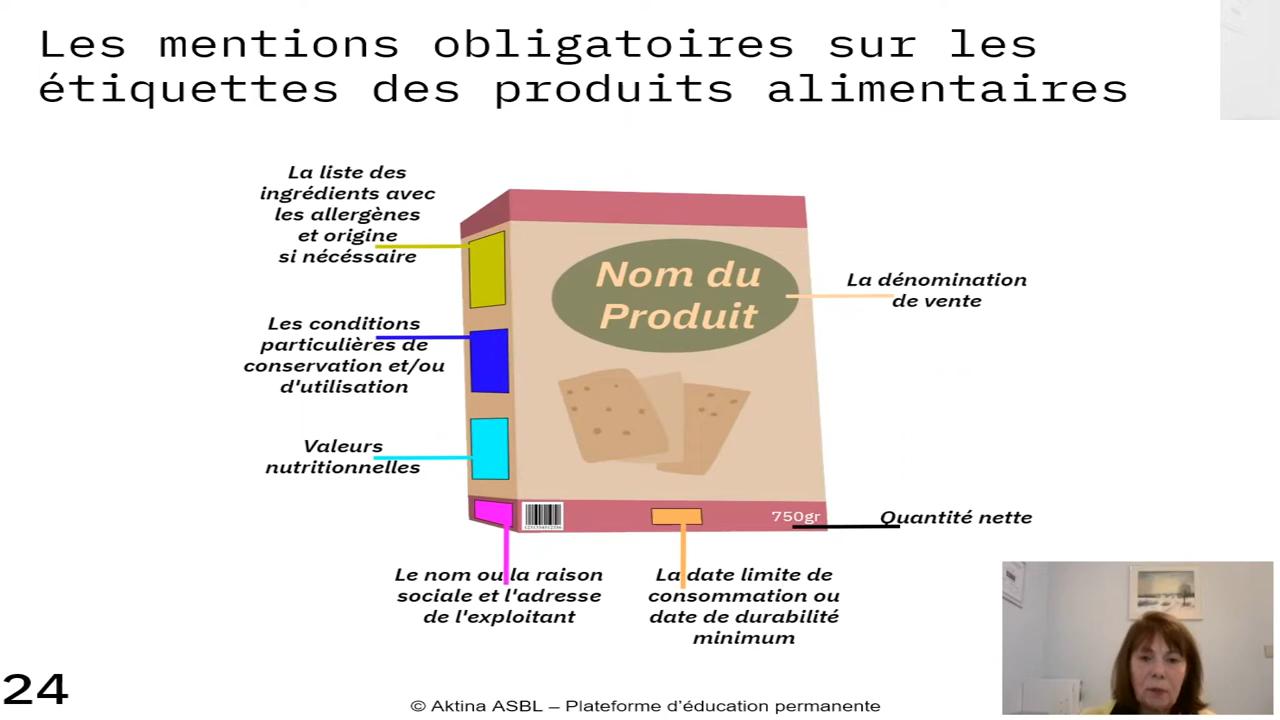 Les mentions obligatoires sur les
étiquettes des produits alimentaires
La liste des
ingrédients avec
les allergènes
et origine
si nécéssaire
Les conditions
particulières de
conservation et/ou
d'utilisation
Valeurs
nutritionnelles
Nom du
Produit
La dénomination
de vente
750gr
Quantité nette
Le nom ou la raison
sociale et l'adresse
de l'exploitant
La date limite de
consommation ou
date de durabilité
minimum
24
© Aktina ASBL – Plateforme d’éducation permanente